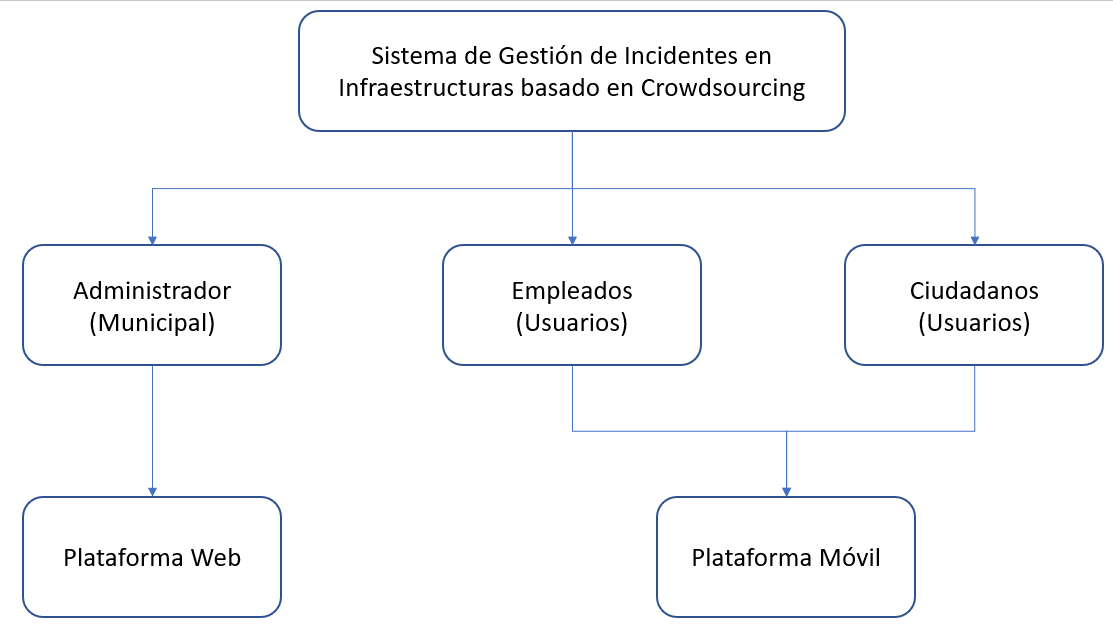 Sistema de Gestión de Incidentes en
Infraestructuras basado en Crowdsourcing
Administrador
(Municipal)
Empleados
(Usuarios)
Ciudadanos
(Usuarios)
Plataforma Web
Plataforma Móvil